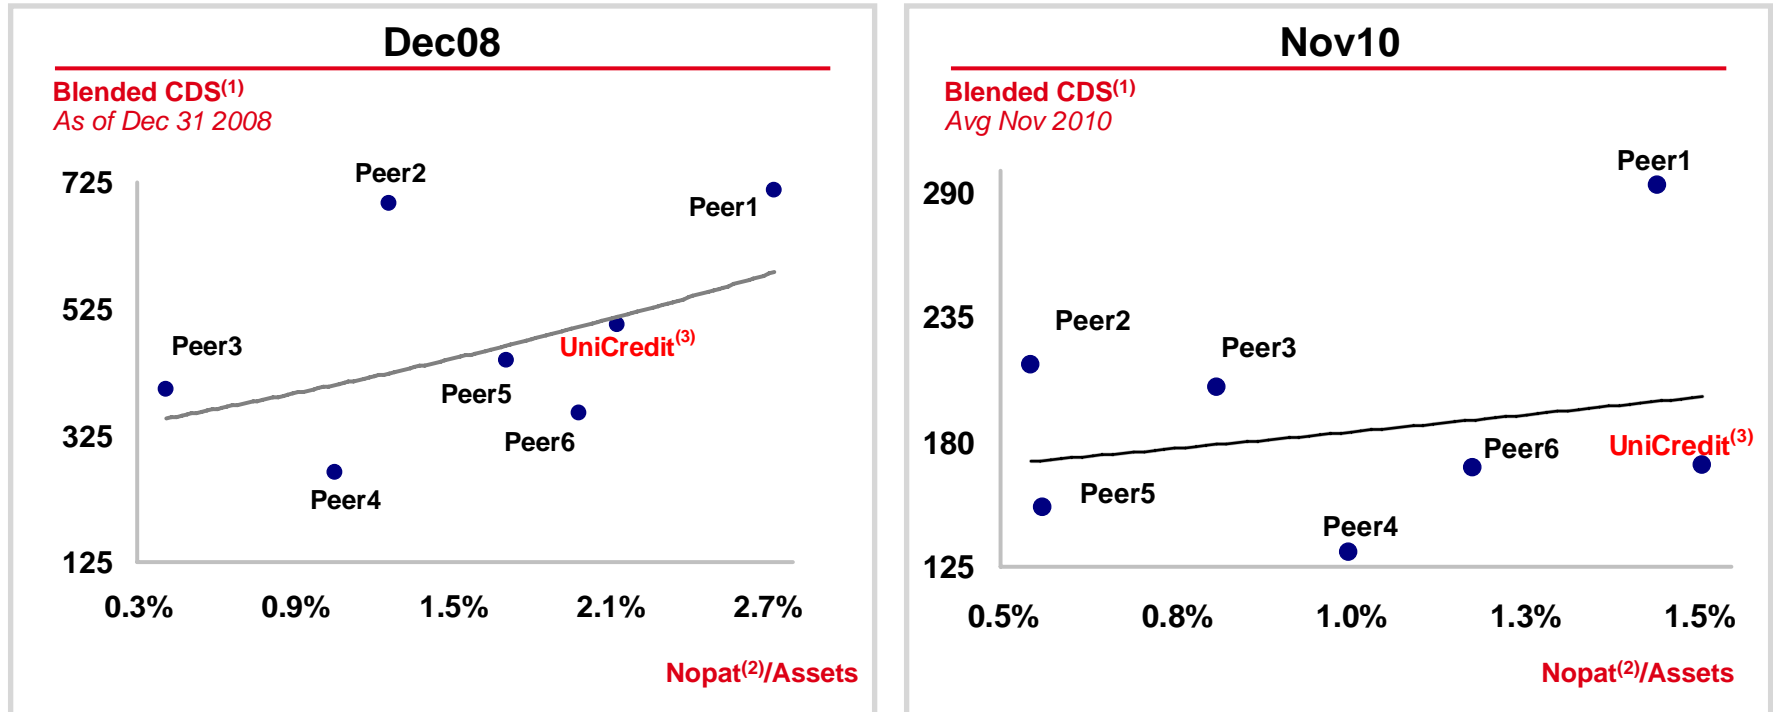 Dec08
Blended CDS(1)
As of Dec 31 2008
725
525
325
125
Peer2
Peer1
Peer3
UniCredit(3)
Peer5
Peer6
Peer4
0.3% 0.9% 1.5% 2.1% 2.7%
Nopat(2)/Assets
Nov10
Blended CDS(1)
Avg Nov 2010
290
235
180
125
Peer1
Peer2
Peer3
UniCredit(3)
Peer6
Peer5
Peer4
0.5% 0.8% 1.0% 1.3% 1.5%
Nopat(2)/Assets